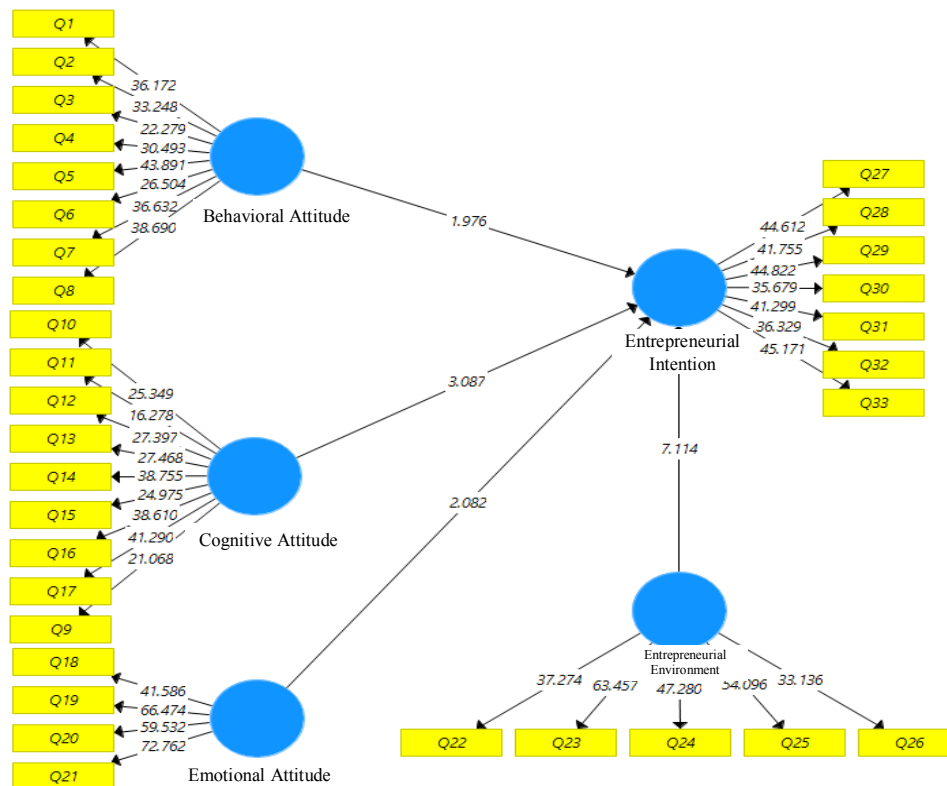 Q1
Q2
Q3
Q4
Q5
Q6
Q7
Q8
36.172
33.248
22.279
30.493
43.891
26.504
36.632
38.690
Behavioral Attitude
1.976
Q10
Q11
Q12
Q13
Q14
Q15
Q16
Q17
Q9
25.349
16.278
27.397
27.468
38.755
24.975
38.610
41.290
21.068
Cognitive Attitude
3.087
Q18
Q19
Q20
Q21
41.586
66.474
59.532
72.762
Emotional Attitude
2.082
Entrepreneurial
Intention
44.612
41.755
44.822
35.679
41.299
36.329
45.171
Q27
Q28
Q29
Q30
Q31
Q32
Q33
7.114
Entrepreneurial
Environment
37.274
63.457
47.280
54.096
33.136
Q22
Q23
Q24
Q25
Q26